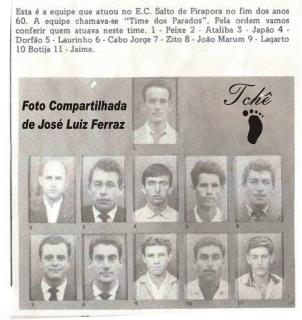 Esta é a equipe que atuou no E.C. Salto de Pirapora no fim dos anos
60. A equipe chamava-se "Time dos Parados". Pela ordem vamos
conferir quem atuava neste time. 1 - Peixe 2 - Ataliba 3 - Japão 4 -
Dorfão 5 - Laurinho 6 - Cabo Jorge 7 - Zito 8 - João Marum 9 - Lagarto
10 Botija 11 - Jaime.
Foto Compartilhada
de José Luiz Ferraz
Tchê
1
2 3 4 5 6
7 8 9 10 11